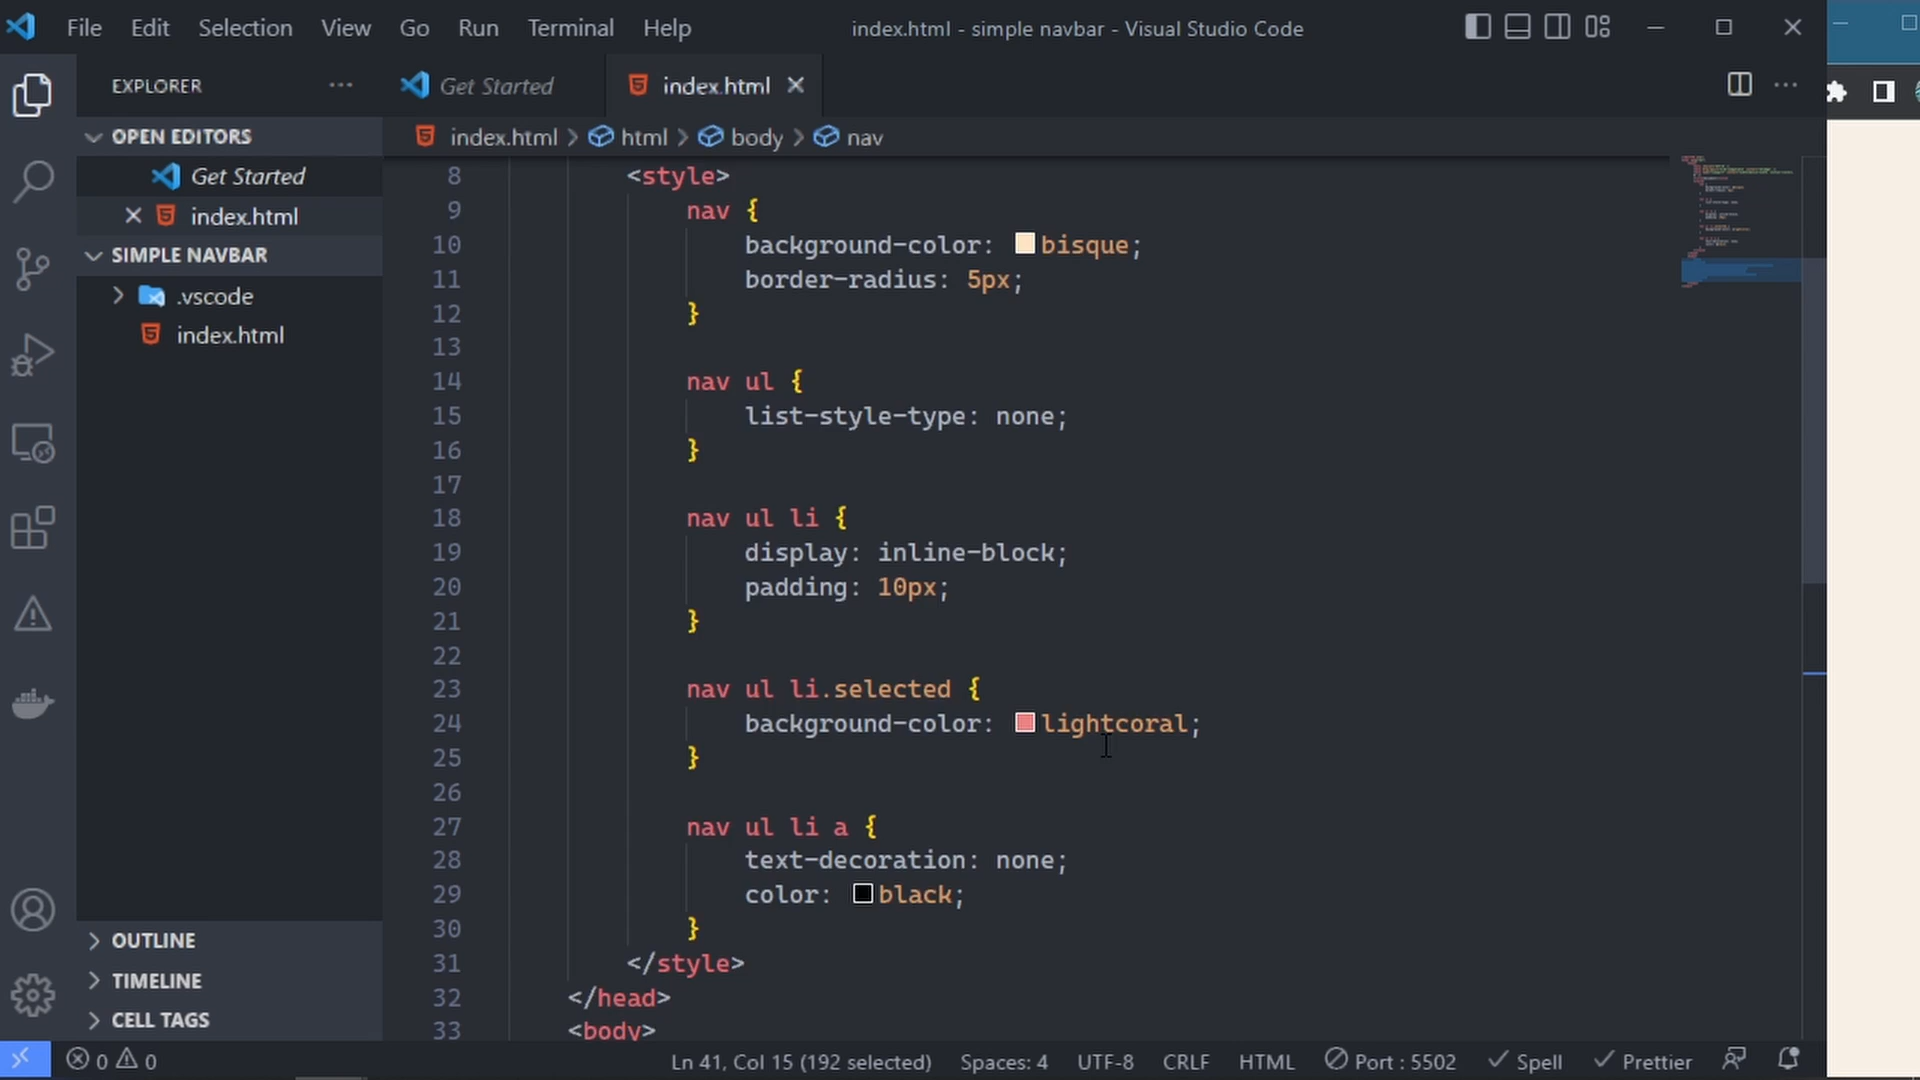 File Edit Selection View Go Run Terminal Help index.html - simple navbar - Visual Studio Code
EXPLORER
Get Started
index.html
index.html > html > body > nav
OPEN EDITORS
Get Started
index.html
SIMPLE NAVBAR
.vscode
index.html
OUTLINE
TIMELINE
CELL TAGS
8 <style>
9 nav {
10 background-color: bisque;
11 border-radius: 5px;
12 }
13
14 nav ul {
15 list-style-type: none;
16 }
17
18 nav ul li {
19 display: inline-block;
20 padding: 10px;
21 }
22
23 nav ul li.selected {
24 background-color: lightcoral;
25 }
26
27 nav ul li a {
28 text-decoration: none;
29 color: black;
30 }
31 </style>
32 </head>
33 <body>
0 0 Ln 41, Col 15 (192 selected) Spaces: 4 UTF-8 CRLF HTML Port : 5502 Spell Prettier